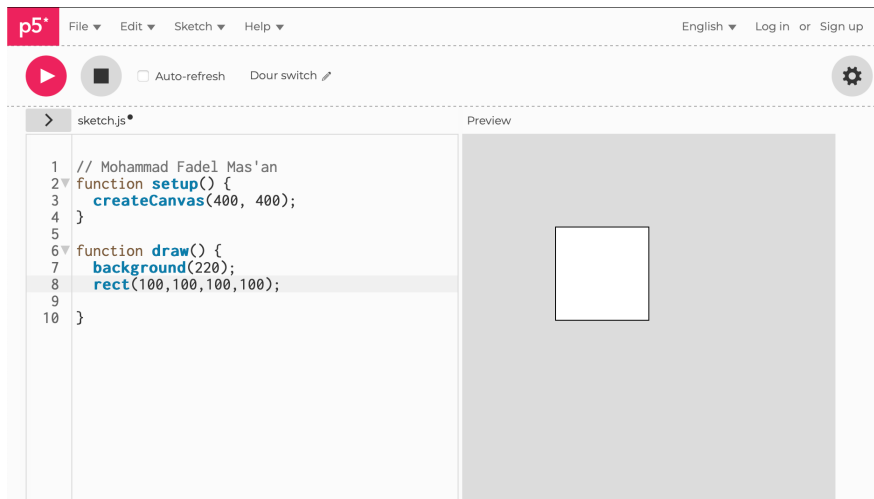 p5* File Edit Sketch Help English Log in or Sign up
Auto-refresh Dour switch
sketch.js
Preview
1 // Mohammad Fadel Mas'an
2 function setup() {
3 createCanvas(400, 400);
4 }
5
6 function draw() {
7 background(220);
8 rect(100,100,100,100);
9
10 }